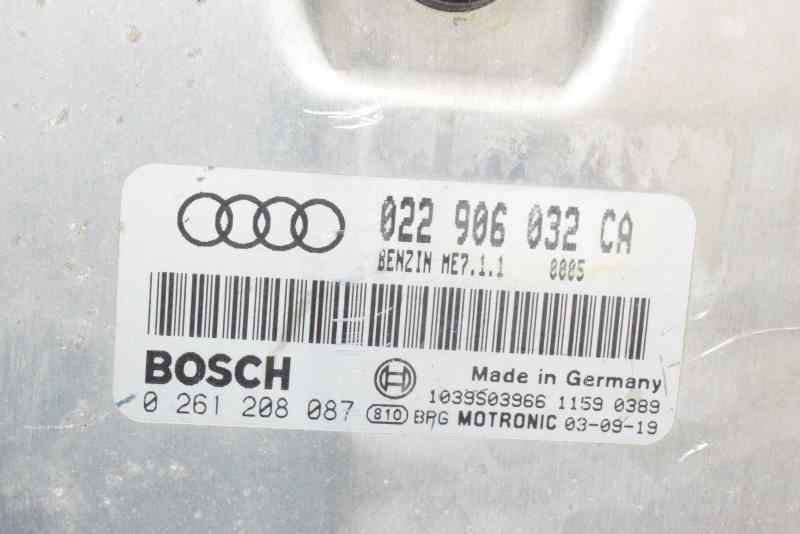 022 906 032 CA
BENZIN ME7.1.1 0005
BOSCH
Made in Germany
1039S03966 1159 0389
0 261 208 087 810 BRG MOTRONIC 03-09-19